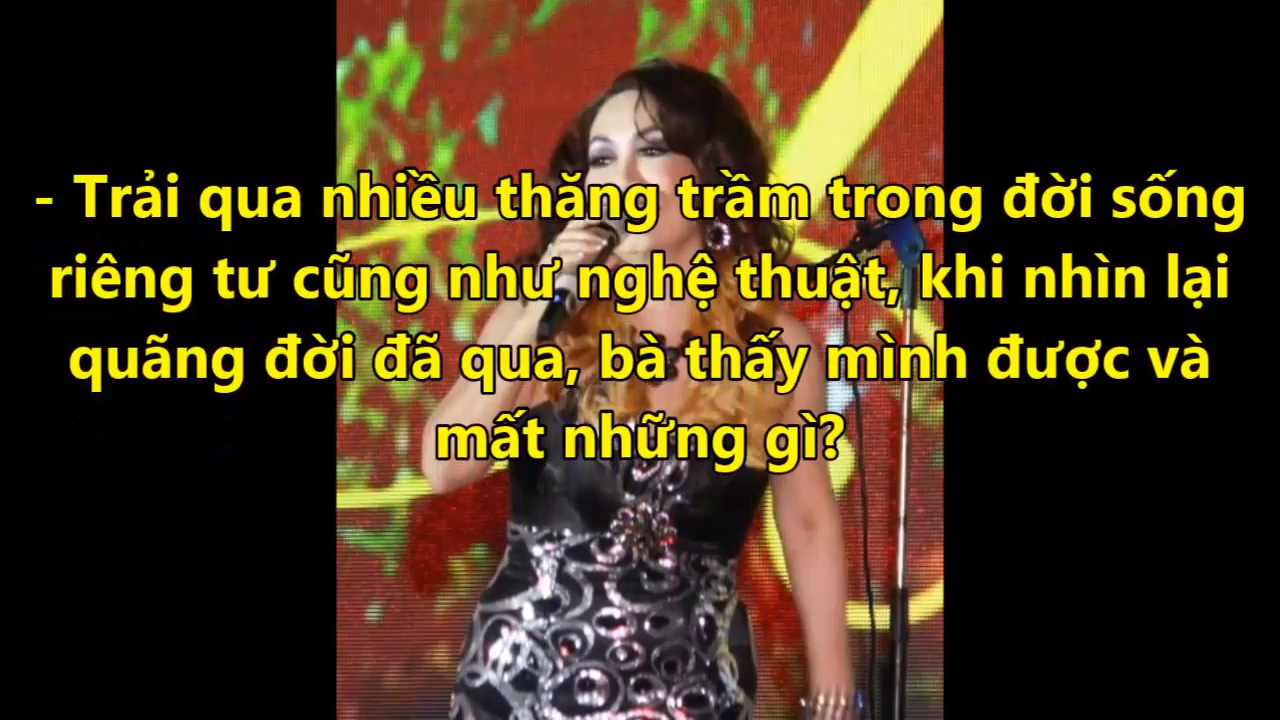 - Trải qua nhiều thăng trầm trong đời sống
riêng tư cũng như nghệ thuật, khi nhìn lại
quãng đời đã qua, bà thấy mình được và
mất những gì?